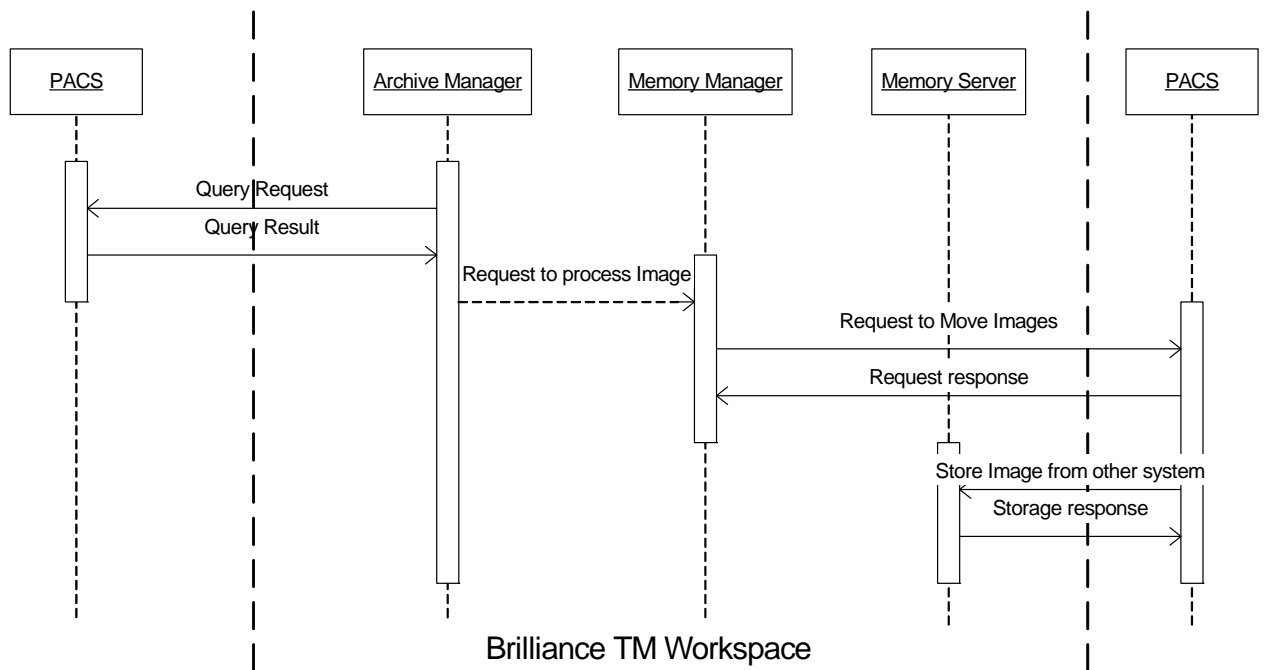 PACS
Archive Manager
Memory Manager
Memory Server
PACS
Query Request
Query Result
Request to process Image
Request to Move Images
Request response
Store Image from other system
Storage response
Brilliance TM Workspace